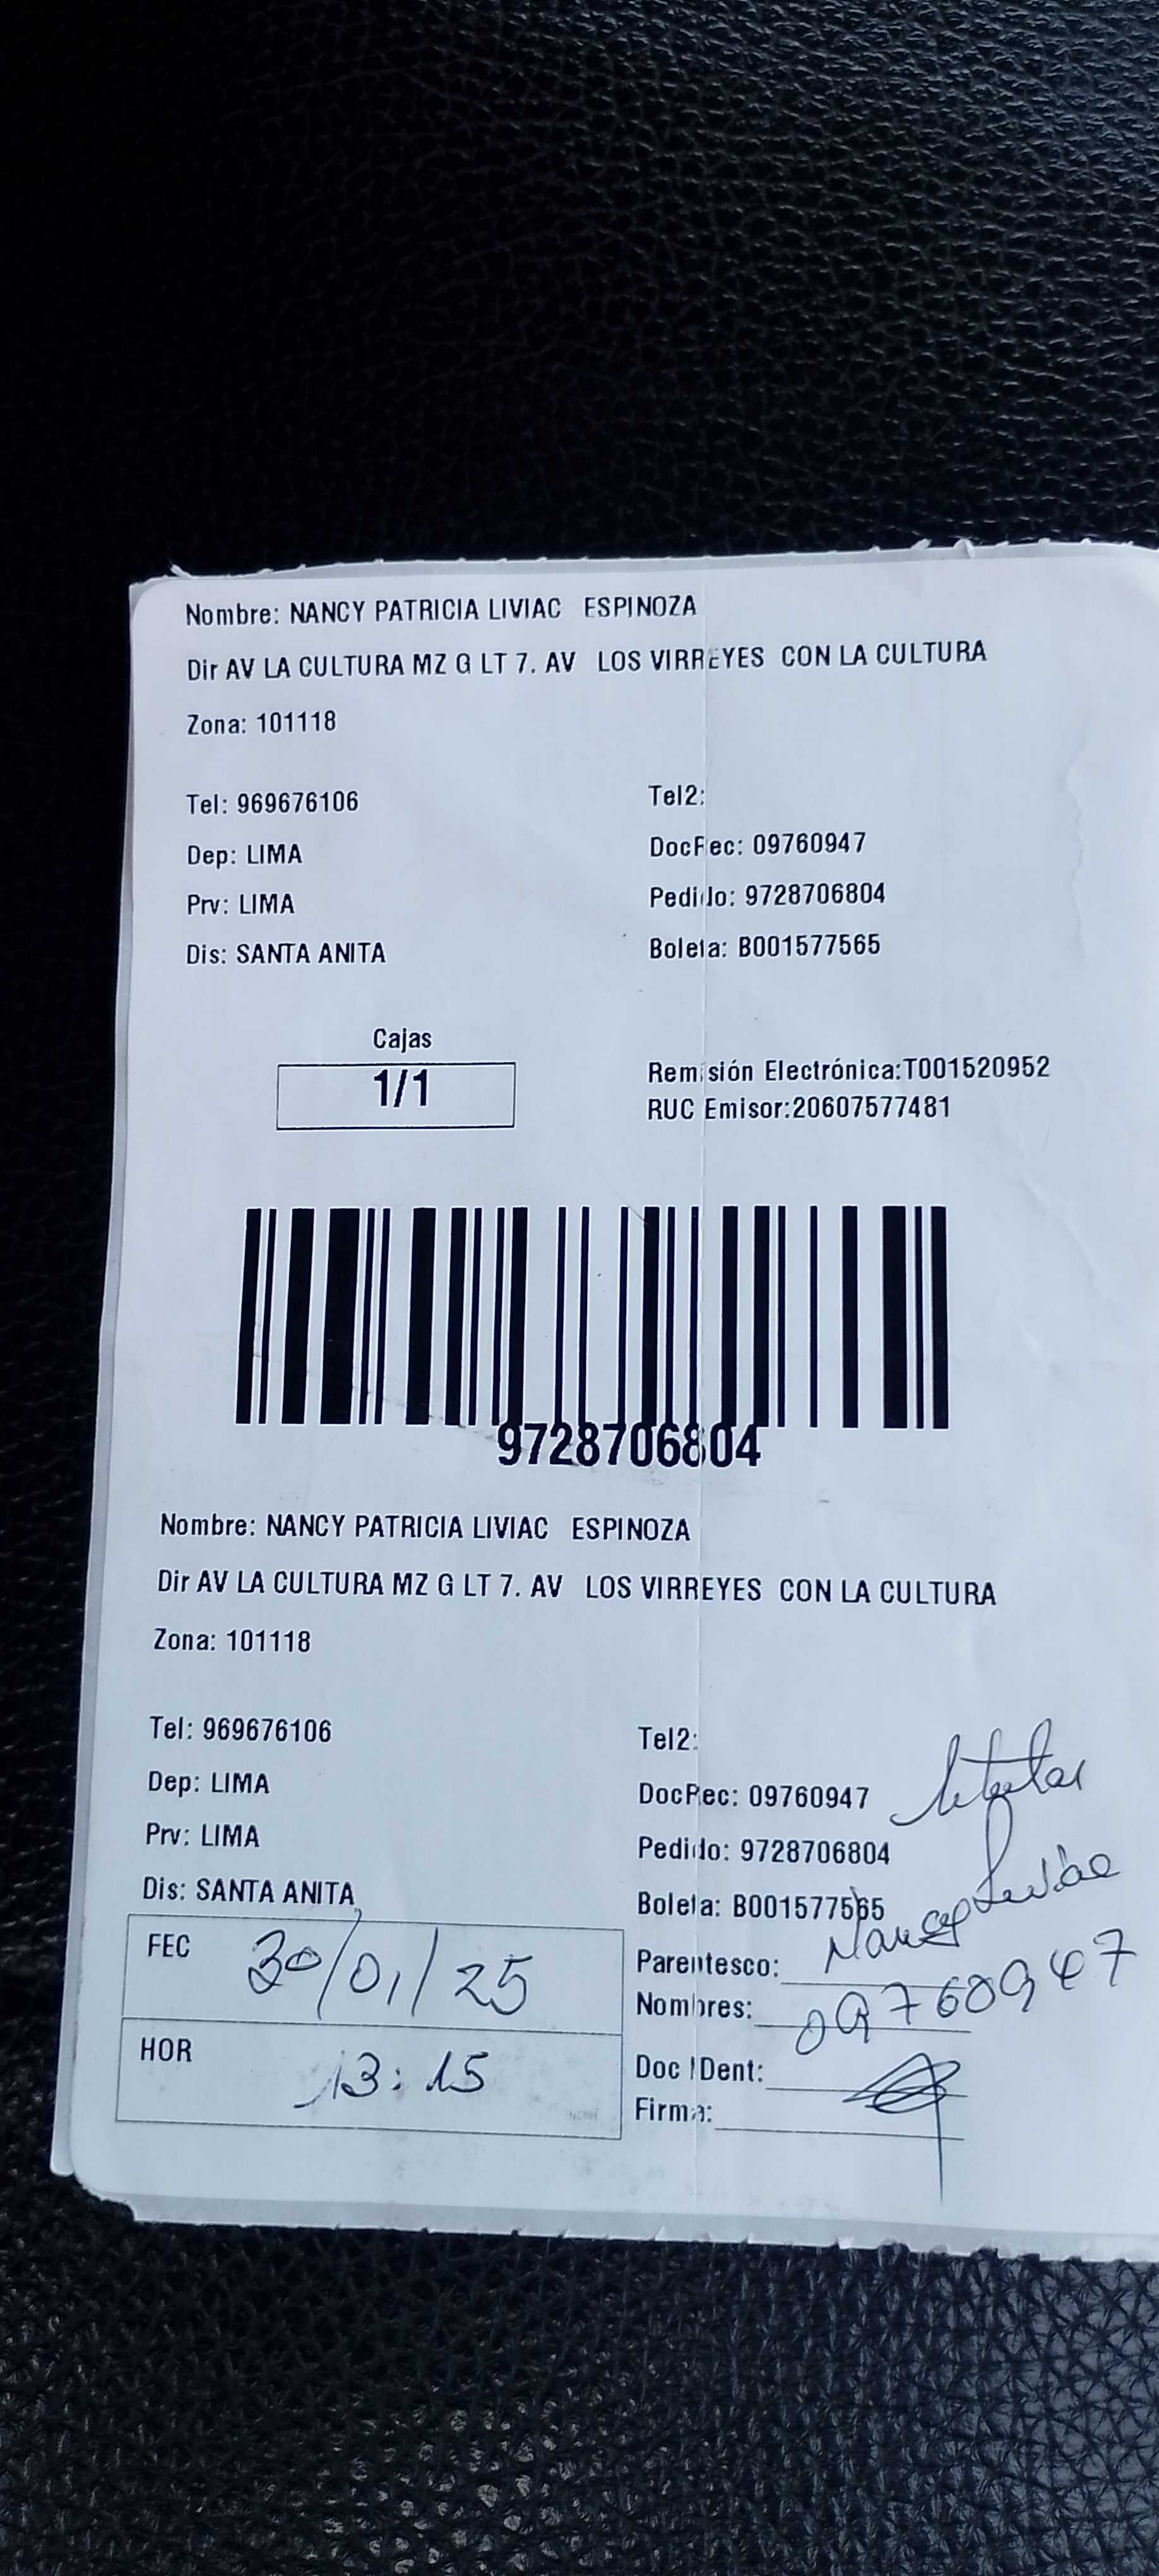 Nombre: NANCY PATRICIA LIVIAC ESPINOZA
Dir AV LA CULTURA MZ G LT 7. AV LOS VIRREYES CON LA CULTURA
Zona: 101118
Tel: 969676106
Tel2:
Dep: LIMA
DocRec: 09760947
Prv: LIMA
Pedido: 9728706804
Dis: SANTA ANITA
Boleta: B001577565
Cajas
1/1
Remisión Electrónica:T001520952
RUC Emisor:20607577481
9728706804
Nombre: NANCY PATRICIA LIVIAC ESPINOZA
Dir AV LA CULTURA MZ G LT 7. AV LOS VIRREYES CON LA CULTURA
Zona: 101118
Tel: 969676106
Tel2:
Dep: LIMA
DocRec: 09760947
titular
Prv: LIMA
Pedido: 9728706804
Dis: SANTA ANITA
Boleta: B001577565
FEC 30/01/25
HOR 13:15
Parentesco: Nancy Liviac
Nombres: 09760947
Doc IDent:
Firma: